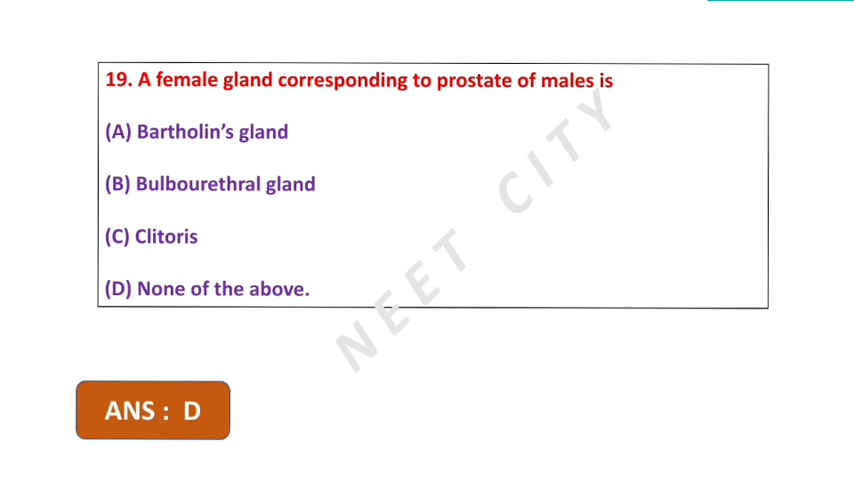 19. A female gland corresponding to prostate of males is
(A) Bartholin's gland
(B) Bulbourethral gland
(C) Clitoris
(D) None of the above.
NEET CITY
ANS : D